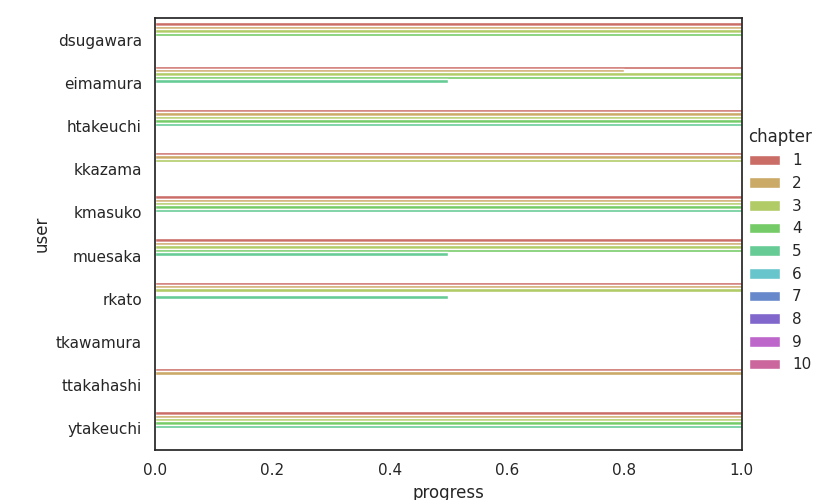 dsugawara
eimamura
htakeuchi
kkazama
kmasuko
muesaka
rkato
tkawamura
ttakahashi
ytakeuchi
user
0.0 0.2 0.4 0.6 0.8 1.0
progress
chapter
1
2
3
4
5
6
7
8
9
10